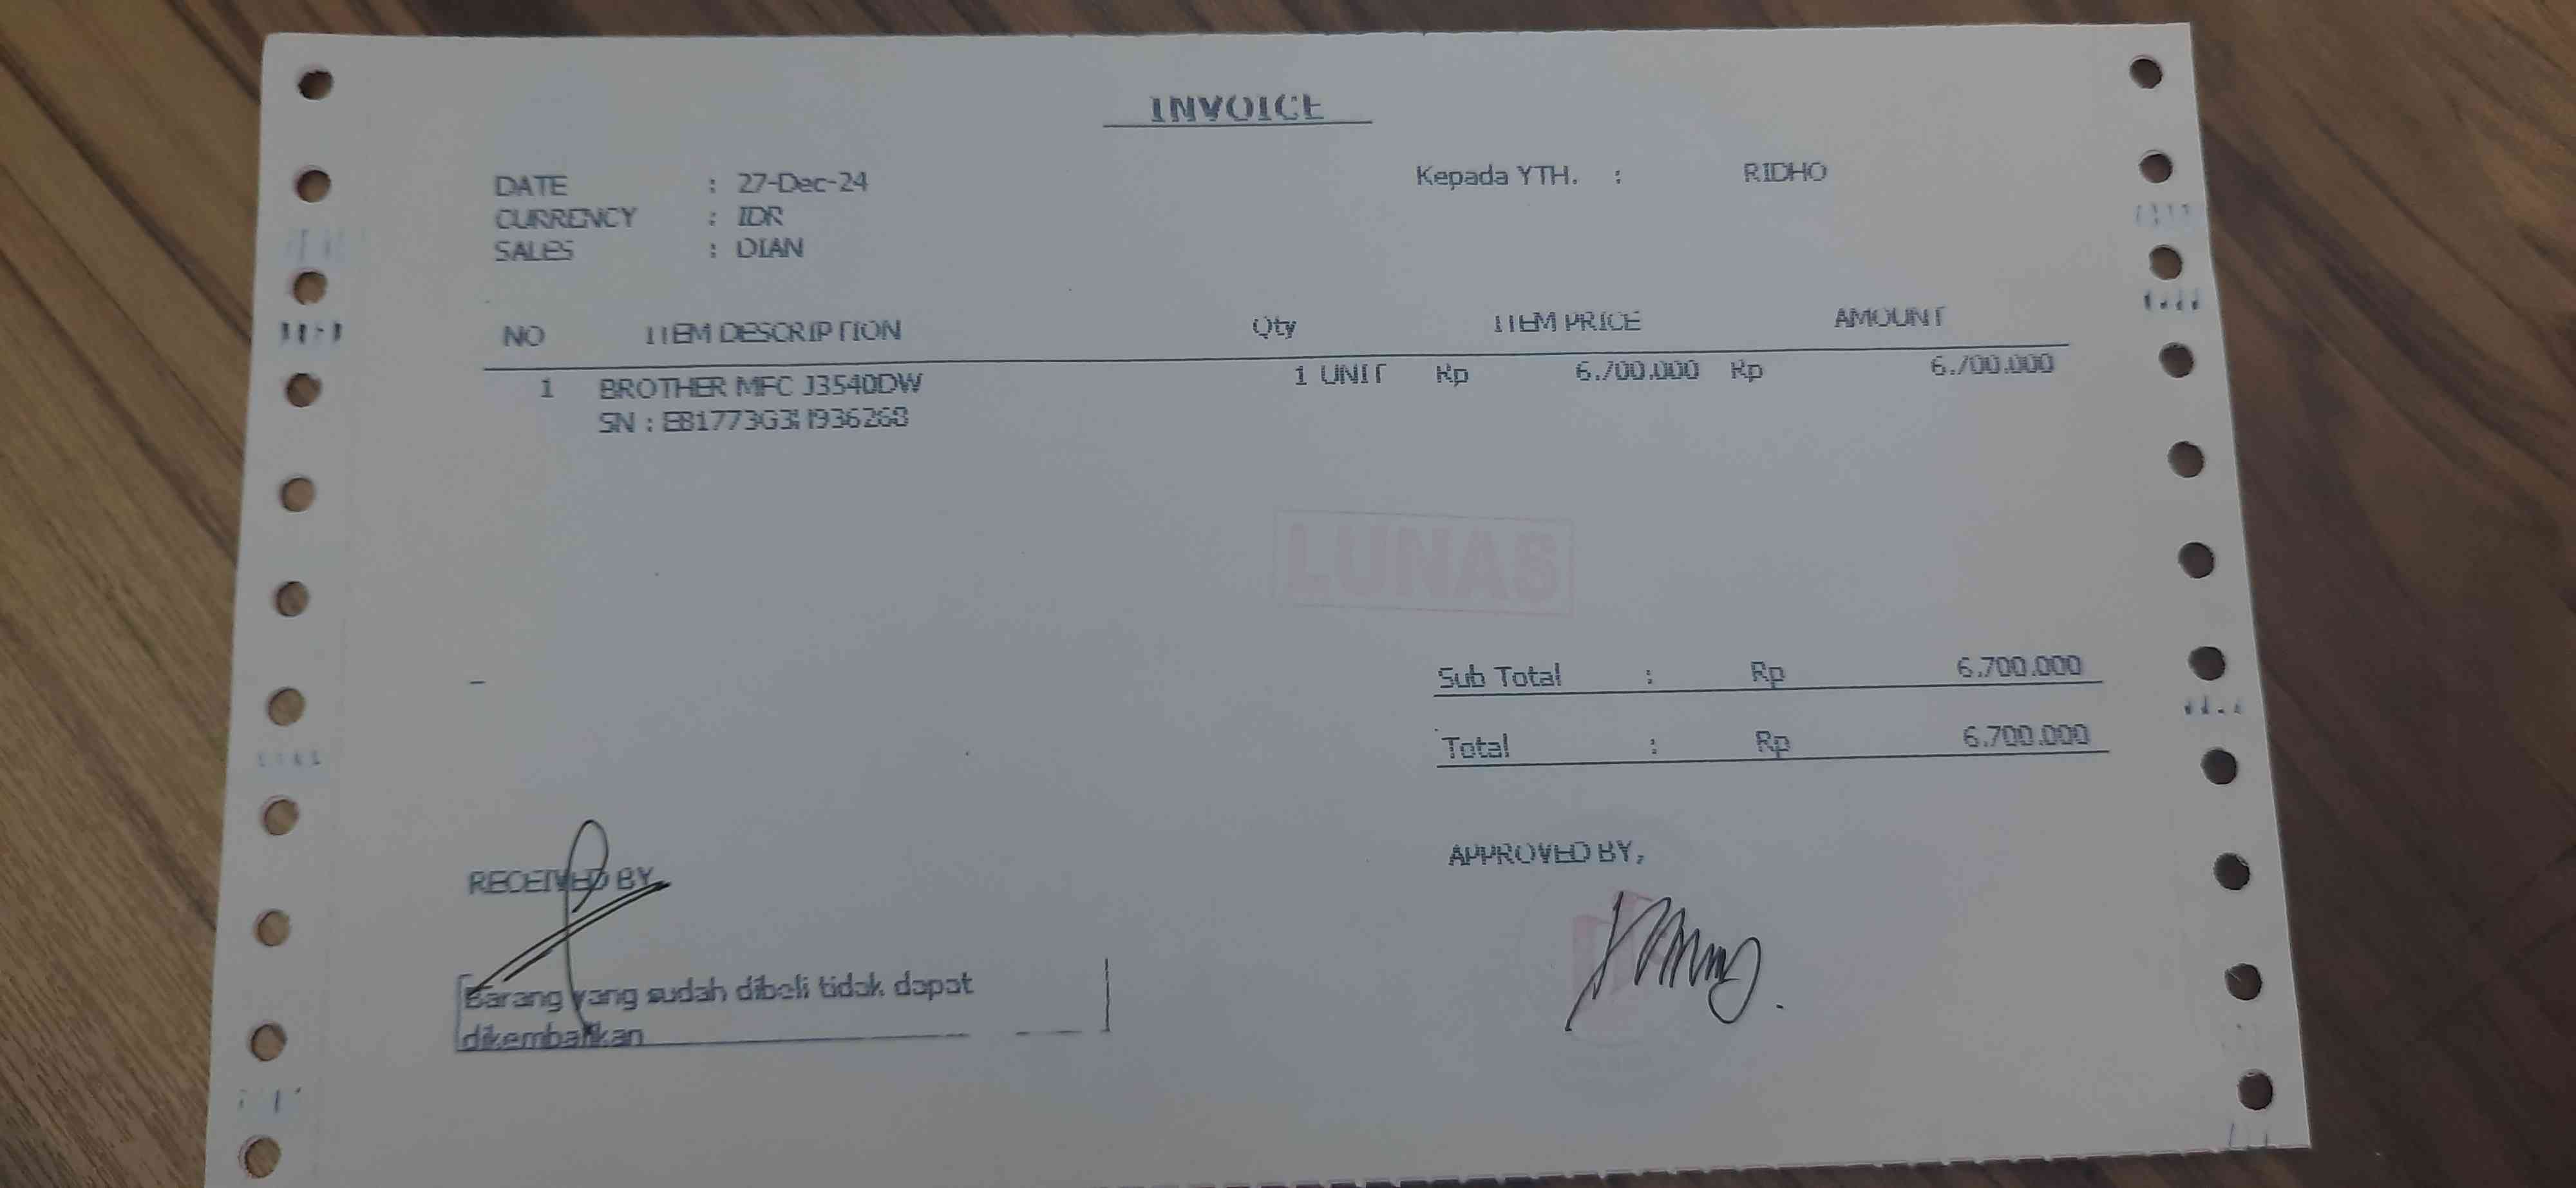 INVOICE
DATE : 27-Dec-24
Kepada YTH. : RIDHO
CURRENCY : IDR
SALES : DIAN
NO ITEM DESCRIPTION Qty ITEM PRICE AMOUNT
1 BROTHER MFC J3540DW 1 UNIT Rp 6.700.000 Rp 6.700.000
SN :
LUNAS
Sub Total : Rp 6.700.000
Total : Rp 6.700.000
RECEIVED BY
APPROVED BY,
Barang yang sudah dibeli tidak dapat
dikembalikan